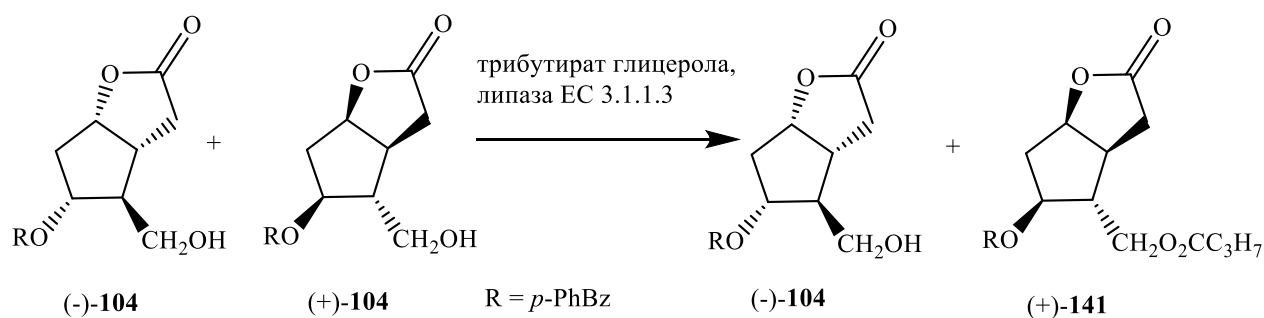 O
O
O
O
трибутират глицерола,
липаза EC 3.1.1.3
O
O
O
O
+
+
RO
CH₂OH
RO
CH₂OH
RO
CH₂OH
RO
CH₂O₂CC₃H₇
(-)-104
(+)-104
R = p-PhBz
(-)-104
(+)-141